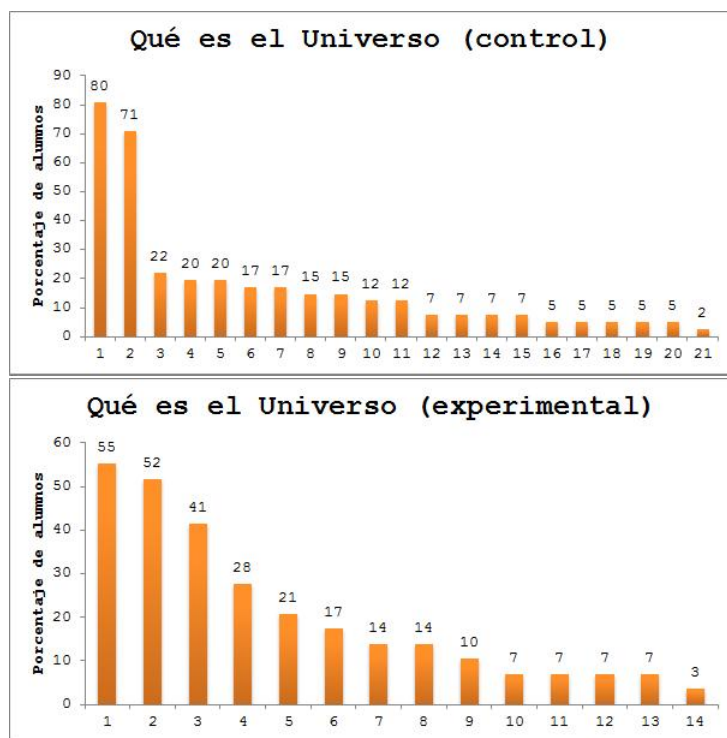 Qué es el Universo (control)
Porcentaje de alumnos
90
80
70
60
50
40
30
20
10
0
80 71 22 20 20 17 17 15 15 12 12 7 7 7 7 5 5 5 5 5 2
1 2 3 4 5 6 7 8 9 10 11 12 13 14 15 16 17 18 19 20 21
Qué es el Universo (experimental)
Porcentaje de alumnos
60
50
40
30
20
10
0
55 52 41 28 21 17 14 14 10 7 7 7 7 3
1 2 3 4 5 6 7 8 9 10 11 12 13 14